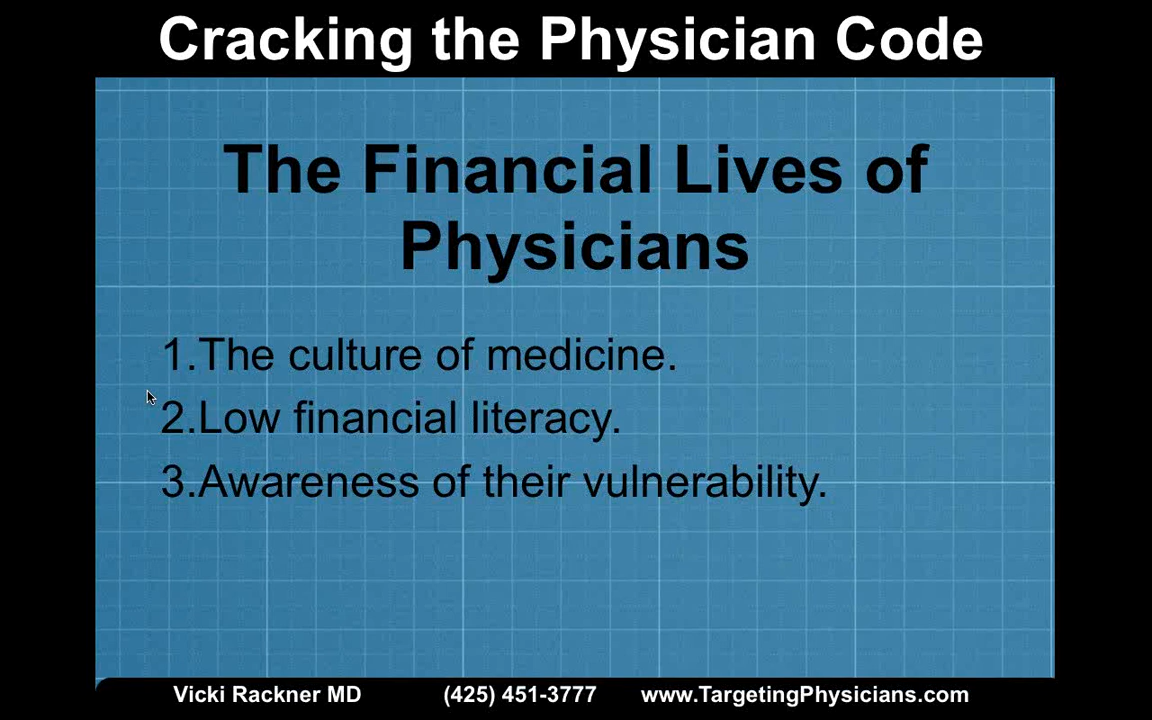 Cracking the Physician Code
The Financial Lives of
Physicians
1.The culture of medicine.
2.Low financial literacy.
3.Awareness of their vulnerability.
Vicki Rackner MD (425) 451-3777 www.TargetingPhysicians.com